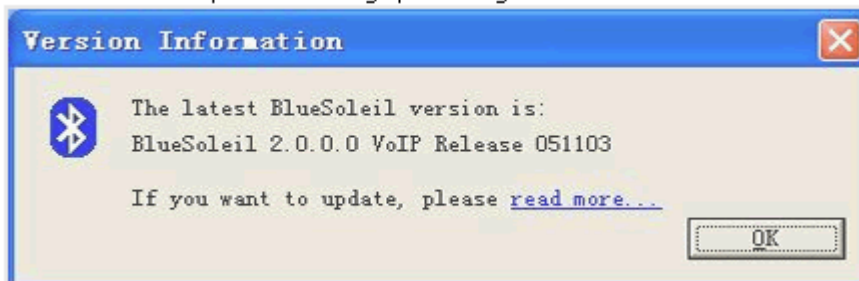 Version Information
The latest BlueSoleil version is:
BlueSoleil 2.0.0.0 VoIP Release 051103
If you want to update, please read more...
OK